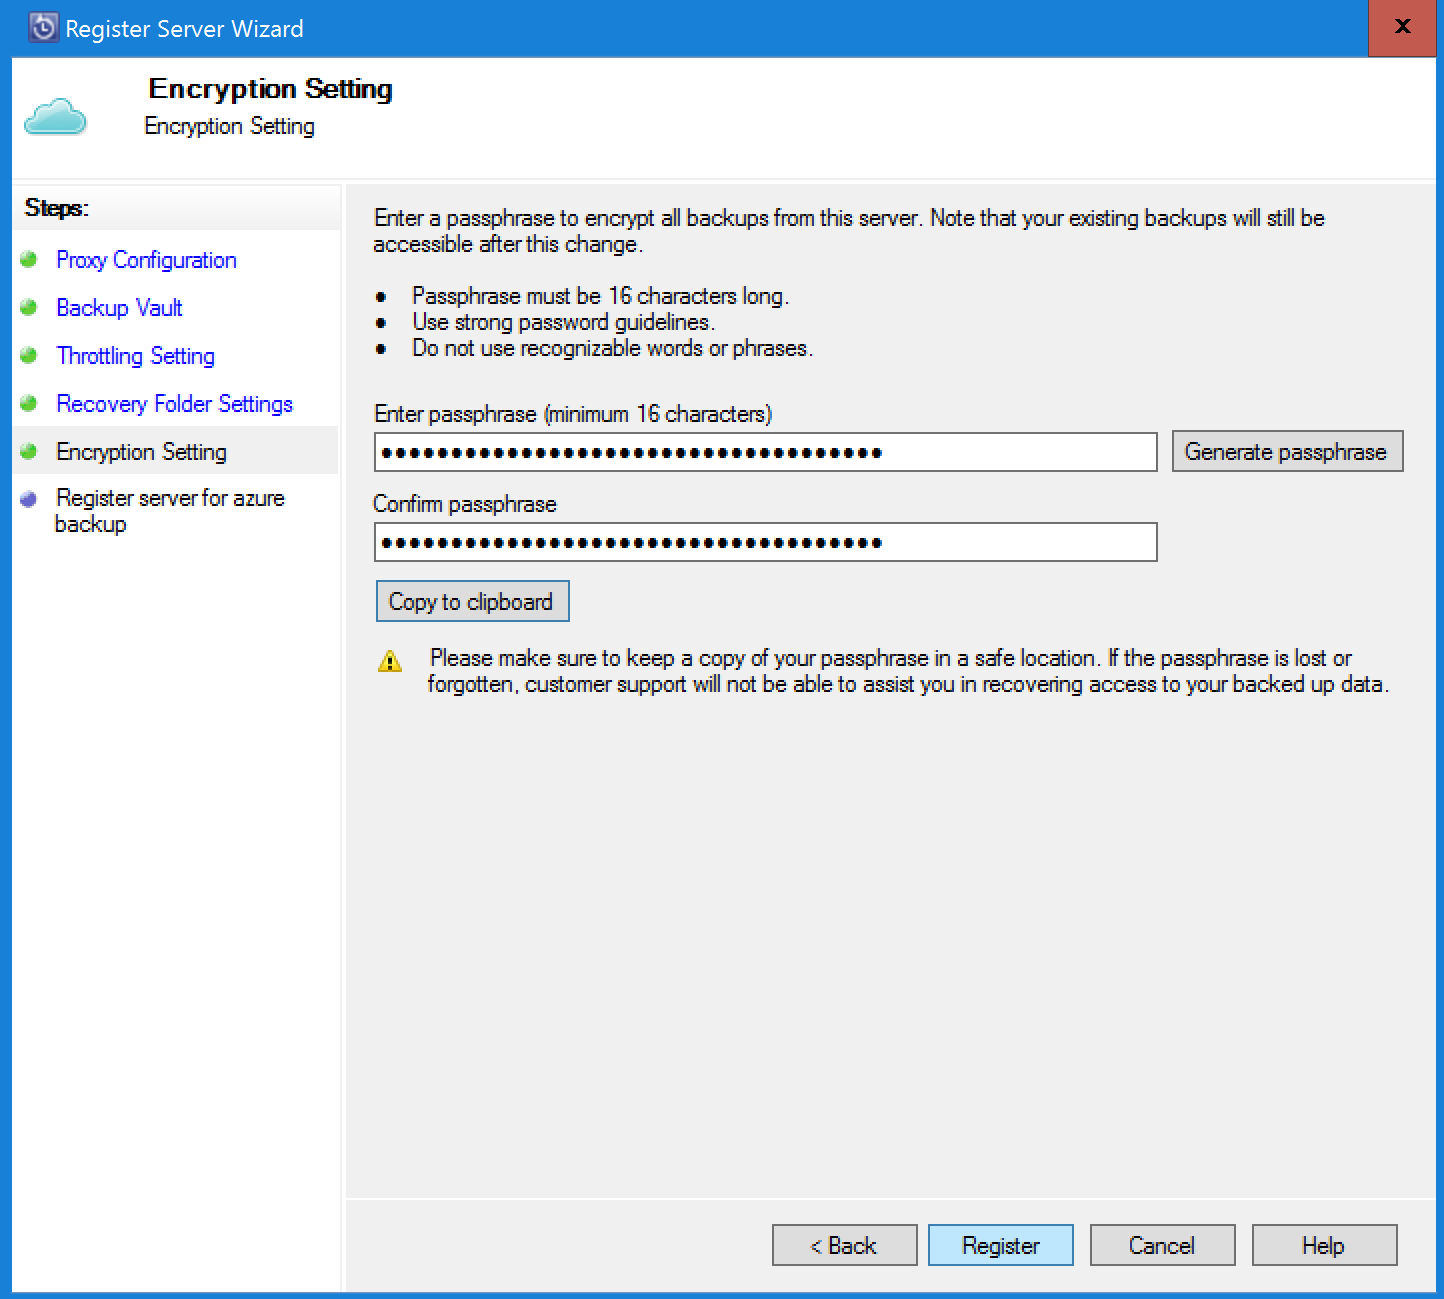 Register Server Wizard
x
Encryption Setting
Encryption Setting
Steps:
Proxy Configuration
Backup Vault
Throttling Setting
Recovery Folder Settings
Encryption Setting
Register server for azure
backup
Enter a passphrase to encrypt all backups from this server. Note that your existing backups will still be
accessible after this change.
● Passphrase must be 16 characters long.
● Use strong password guidelines.
● Do not use recognizable words or phrases.
Enter passphrase (minimum 16 characters)
●●●●●●●●●●●●●●●●●●●●●●●●●●●●●●●●●●●●
Generate passphrase
Confirm passphrase
●●●●●●●●●●●●●●●●●●●●●●●●●●●●●●●●●●●●
Copy to clipboard
Please make sure to keep a copy of your passphrase in a safe location. If the passphrase is lost or
forgotten, customer support will not be able to assist you in recovering access to your backed up data.
< Back
Register
Cancel
Help